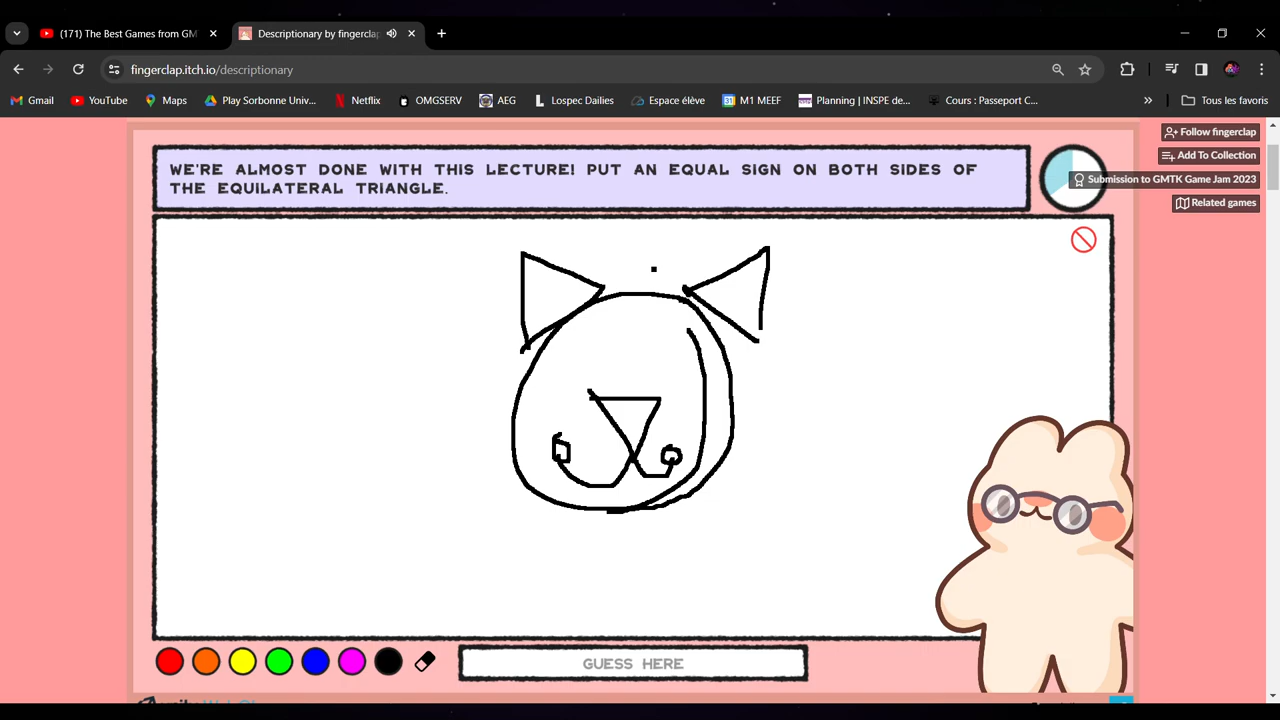 (171) The Best Games from GM
Descriptionary by fingerclap
fingerclap.itch.io/descriptionary
Gmail
YouTube
Maps
Play Sorbonne Univ...
Netflix
OMGSERV
AEG
Lospec Dailies
Espace élève
M1 MEEF
Planning | INSPE de...
Cours : Passeport C...
»
Tous les favoris
Follow fingerclap
Add To Collection
Submission to GMTK Game Jam 2023
Related games
WE'RE ALMOST DONE WITH THIS LECTURE! PUT AN EQUAL SIGN ON BOTH SIDES OF
THE EQUILATERAL TRIANGLE.
GUESS HERE